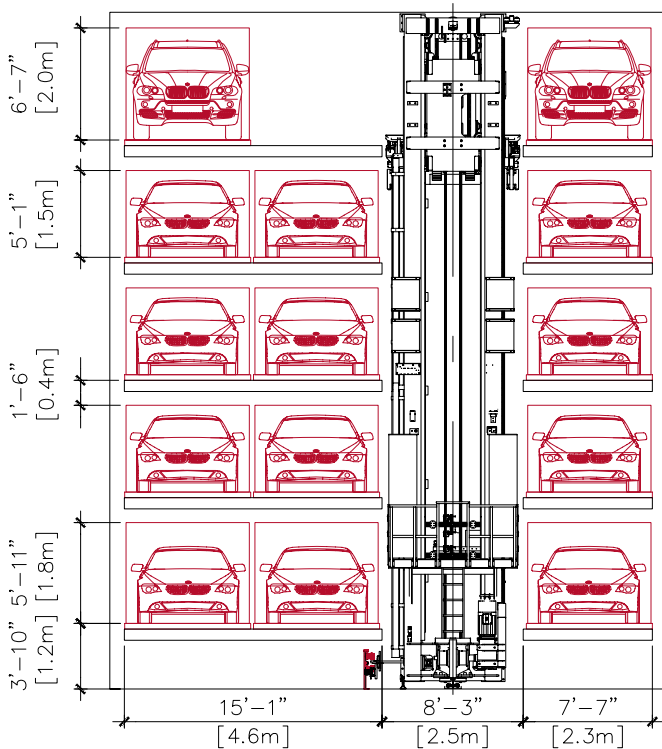 6'-7"
[2.0m]
5'-1"
[1.5m]
1'-6"
[0.4m]
5'-11"
[1.8m]
3'-10"
[1.2m]
15'-1"
[4.6m]
8'-3"
[2.5m]
7'-7"
[2.3m]